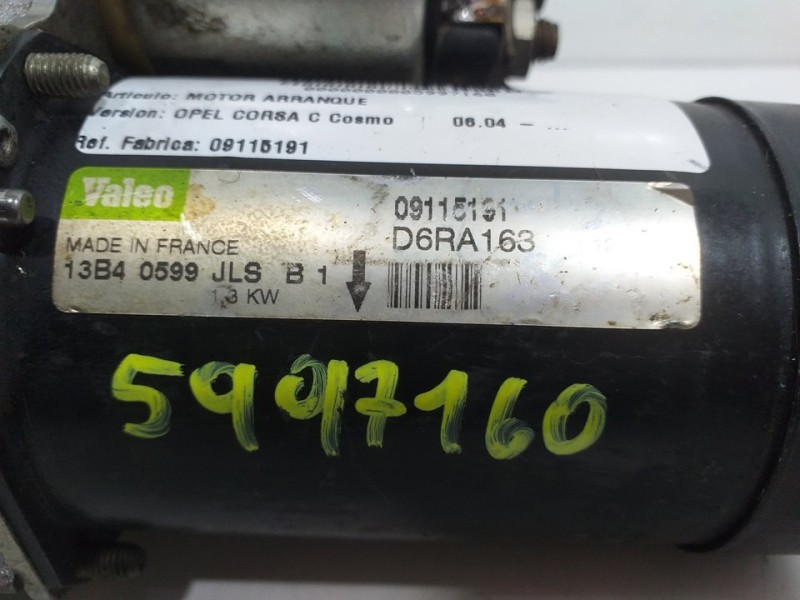 Artículo: MOTOR ARRANQUE
Version: OPEL CORSA C Cosmo | 06.04 - ...
Ref. Fabrica: 09115191
Valeo
09115191
MADE IN FRANCE D6RA163
13B4 0599 JLS B 1
1,3 KW
5997160